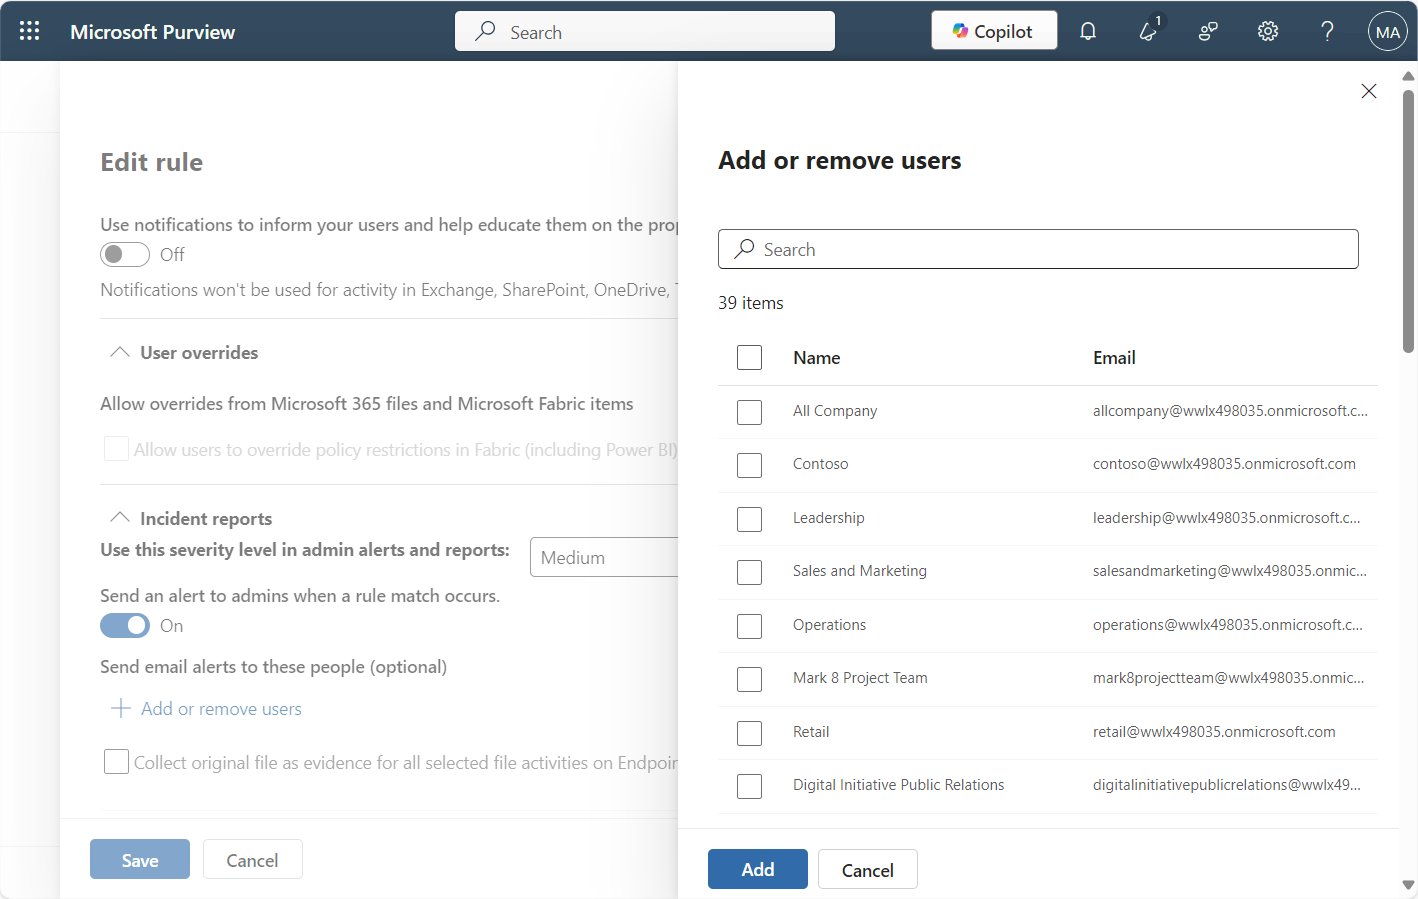 Microsoft Purview
Search
Copilot
1
MA
Edit rule
Use notifications to inform your users and help educate them on the
Off
Notifications won't be used for activity in Exchange, SharePoint, OneDrive,
User overrides
Allow overrides from Microsoft 365 files and Microsoft Fabric items
Allow users to override policy restrictions in Fabric (including Power BI)
Incident reports
Use this severity level in admin alerts and reports:
Medium
Send an alert to admins when a rule match occurs.
On
Send email alerts to these people (optional)
Add or remove users
Collect original file as evidence for all selected file activities on
Save
Cancel
Add or remove users
Search
39 items
Name Email
All Company allcompany@wwlx498035.onmicrosoft.c...
Contoso contoso@wwlx498035.onmicrosoft.com
Leadership leadership@wwlx498035.onmicrosoft.c...
Sales and Marketing salesandmarketing@wwlx498035.onmic...
Operations operations@wwlx498035.onmicrosoft.c...
Mark 8 Project Team mark8projectteam@wwlx498035.onmic...
Retail retail@wwlx498035.onmicrosoft.com
Digital Initiative Public Relations digitalinitiativepublicrelations@wwlx49...
Add
Cancel